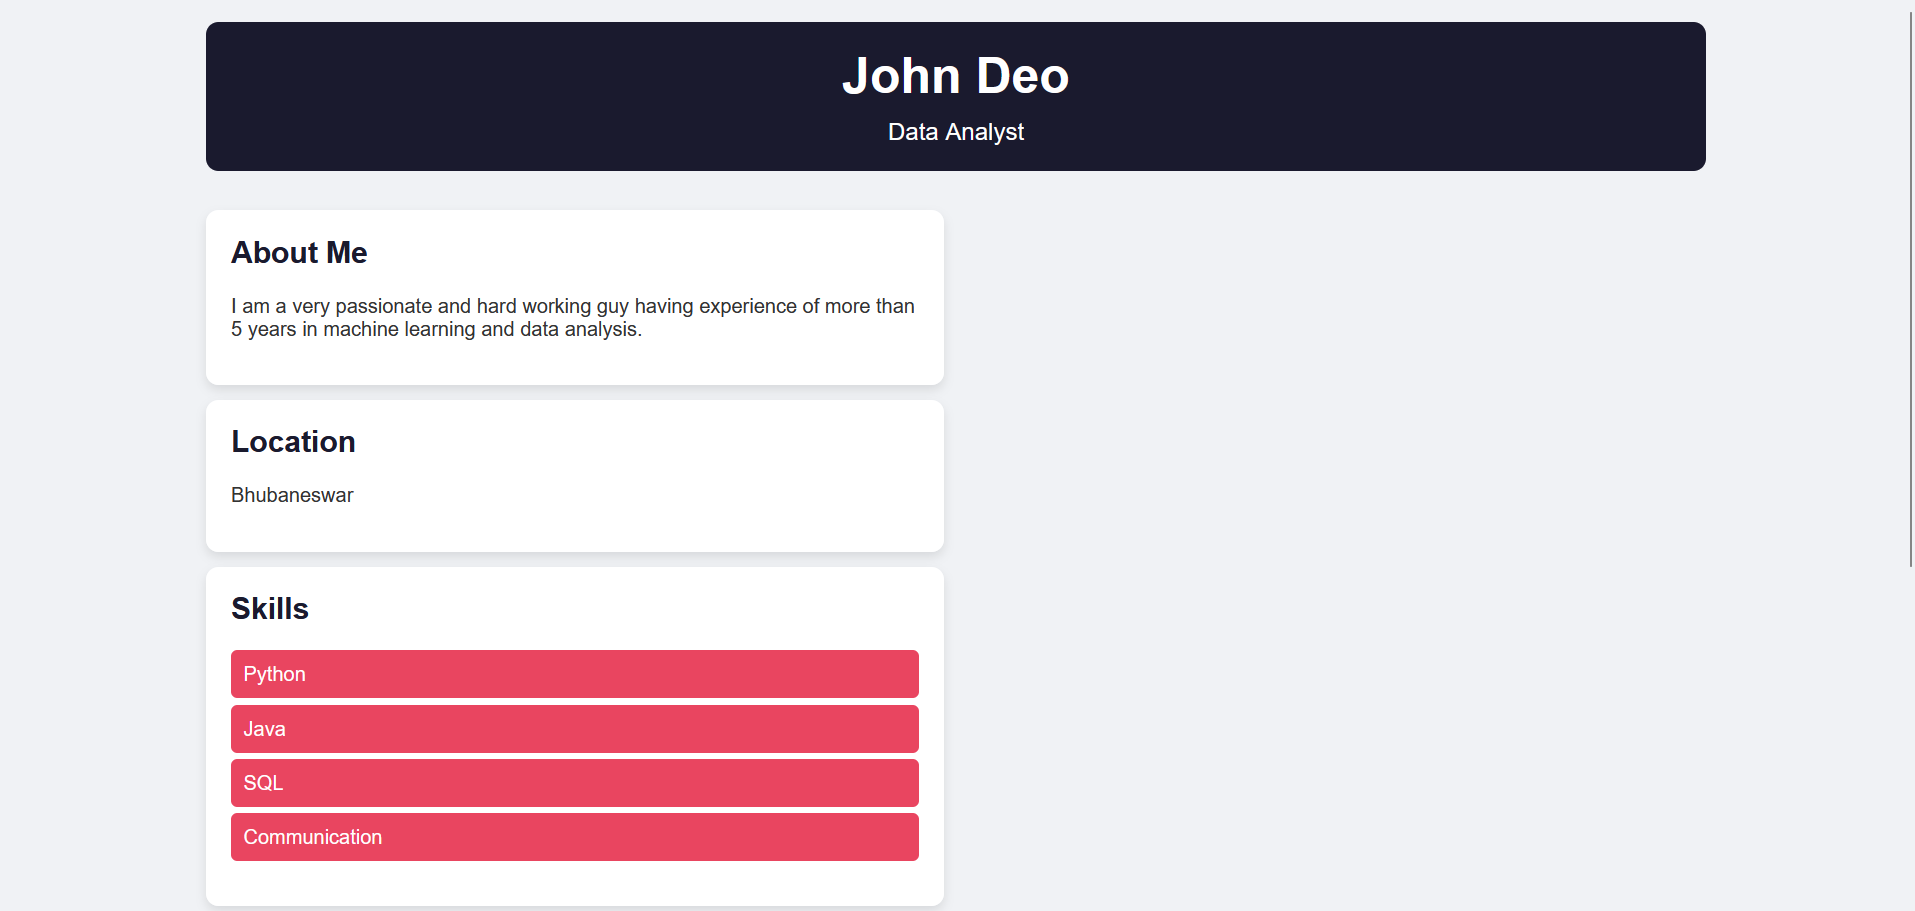 John Deo
Data Analyst
About Me
I am a very passionate and hard working guy having experience of more than
5 years in machine learning and data analysis.
Location
Bhubaneswar
Skills
Python
Java
SQL
Communication